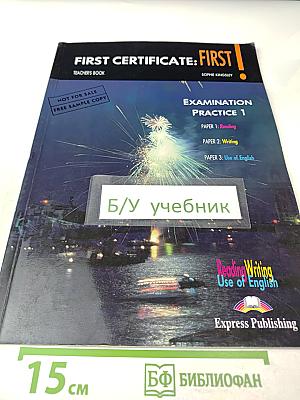 FIRST CERTIFICATE: FIRST!
TEACHER'S BOOK
SOPHIE KINGSLEY
NOT FOR SALE
FREE SAMPLE COPY
EXAMINATION
PRACTICE 1
PAPER 1: Reading
PAPER 2: Writing
PAPER 3: Use of English
Б/У учебник
Reading Writing
Use of English
Express Publishing
15 см
БФ БИБЛИОФАН